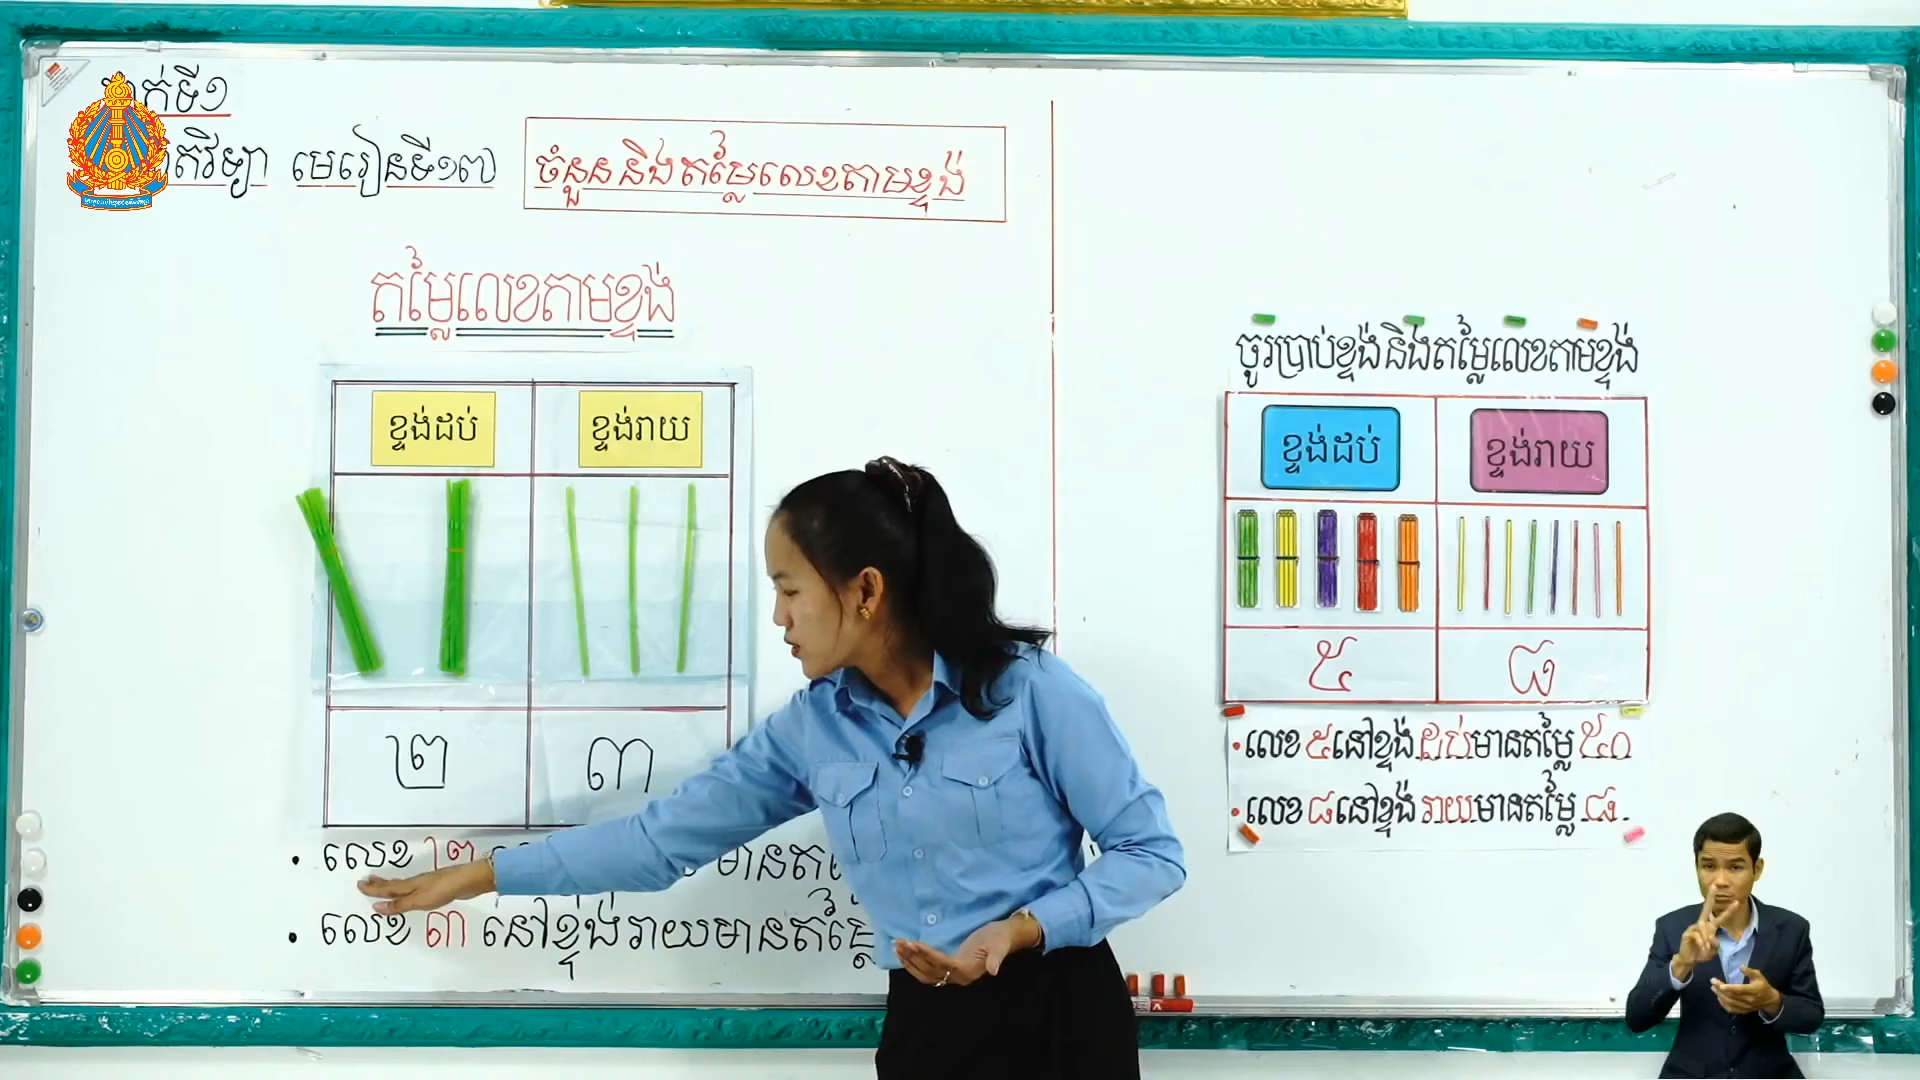 គណិតវិទ្យា មេរៀនទី១៧
ចំនួននិងតម្លៃលេខតាមខ្ទង់
តម្លៃលេខតាមខ្ទង់
ខ្ទង់ដប់ ខ្ទង់រាយ
២ ៣
លេខ ២
មានត
លេខ ៣ នៅខ្ទង់រាយមានតម្លៃ
ចូរប្រាប់ខ្ទង់និងតម្លៃលេខតាមខ្ទង់
ខ្ទង់ដប់ ខ្ទង់រាយ
៥ ៨
លេខ ៥ នៅខ្ទង់ ដប់ មានតម្លៃ ៥០
លេខ ៨ នៅខ្ទង់ រាយ មានតម្លៃ ៨